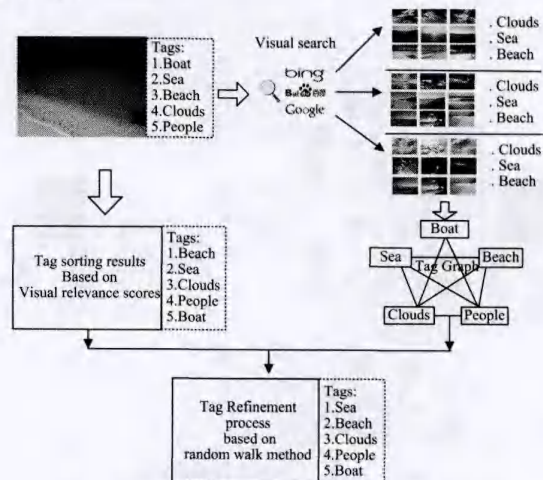 Tags:
1.Boat
2.Sea
3.Beach
4.Clouds
5.People
Visual search
bing
Bai 百度
Google
. Clouds
. Sea
. Beach
. Clouds
. Sea
. Beach
. Clouds
. Sea
. Beach
Tag sorting results
Based on
Visual relevance scores
Tags:
1.Beach
2.Sea
3.Clouds
4.People
5.Boat
Boat
Sea
Tag Graph
Beach
Clouds
People
Tag Refinement
process
based on
random walk method
Tags:
1.Sea
2.Beach
3.Clouds
4.People
5.Boat